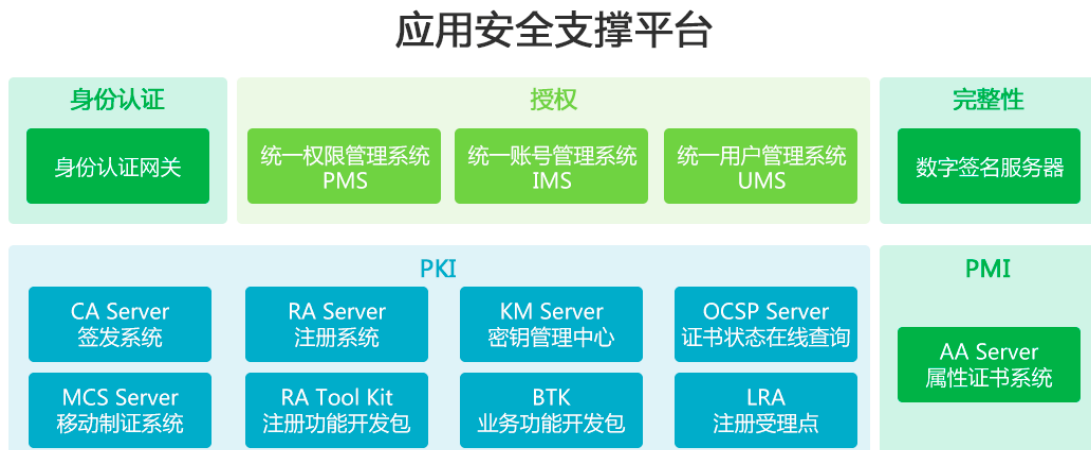 应用安全支撑平台
身份认证
授权
完整性
身份认证网关
统一权限管理系统
PMS
统一账号管理系统
IMS
统一用户管理系统
UMS
数字签名服务器
PKI
PMI
CA Server
签发系统
RA Server
注册系统
KM Server
密钥管理中心
OCSP Server
证书状态在线查询
AA Server
属性证书系统
MCS Server
移动制证系统
RA Tool Kit
注册功能开发包
BTK
业务功能开发包
LRA
注册受理点